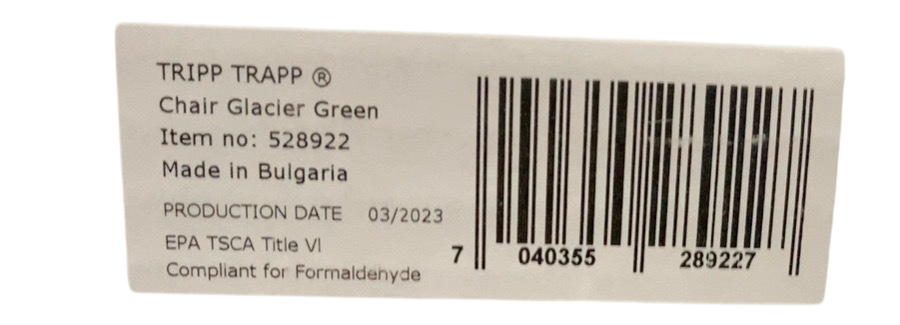 TRIPP TRAPP ®
Chair Glacier Green
Item no: 528922
Made in Bulgaria
PRODUCTION DATE 03/2023
EPA TSCA Title VI
Compliant for Formaldehyde
7 040355 289227